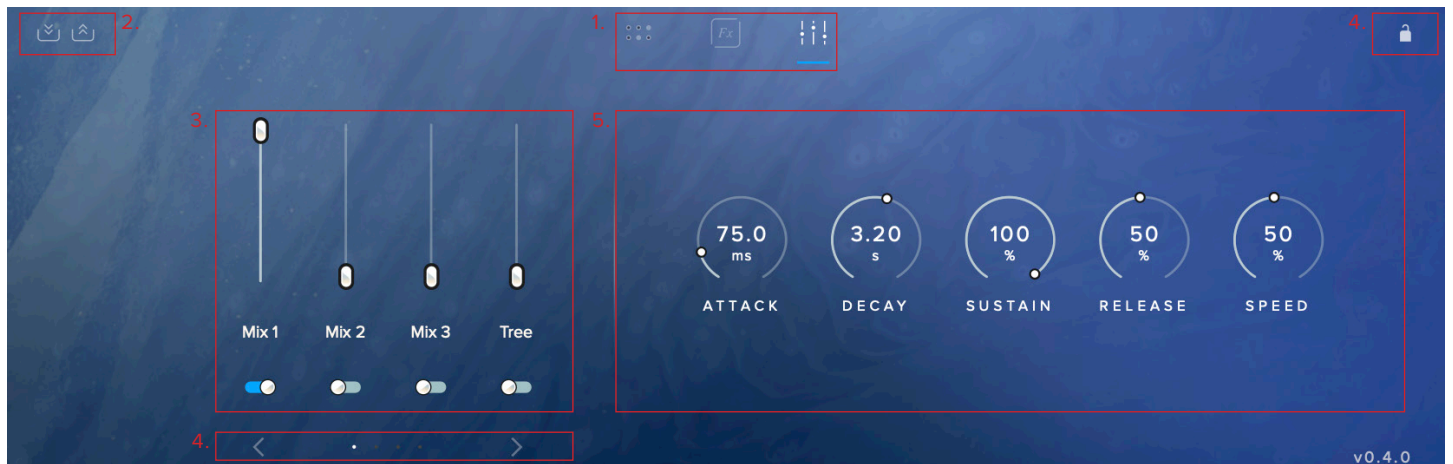 2. 1. Fx 4.
3. 5.
75.0 3.20 100 50 50
ms s % % %
ATTACK DECAY SUSTAIN RELEASE SPEED
Mix 1 Mix 2 Mix 3 Tree
4.
v0.4.0